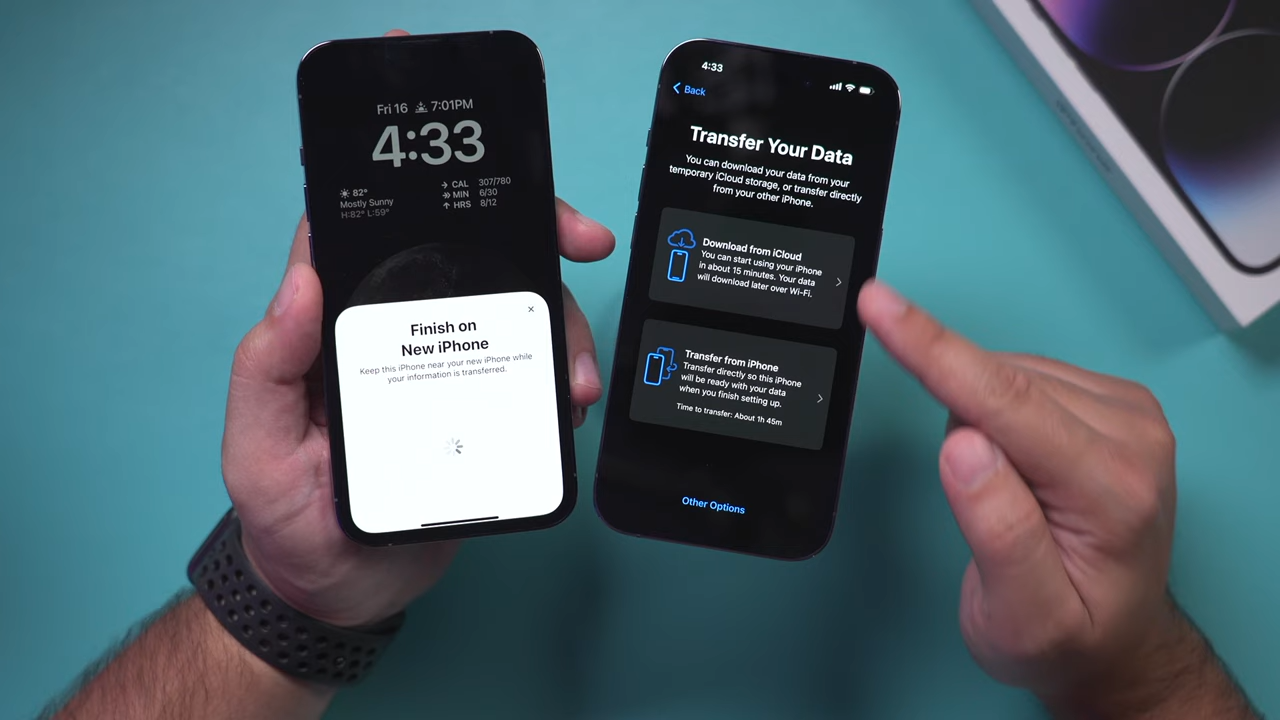 Fri 16 7:01PM
4:33
82°
Mostly Sunny
H:82° L:59°
CAL 307/780
MIN 6/30
HRS 8/12
Finish on
New iPhone
Keep this iPhone near your new iPhone while
your information is transferred.
4:33
Back
Transfer Your Data
You can download your data from your
temporary iCloud storage, or transfer directly
from your other iPhone.
Download from iCloud
You can start using your iPhone
in about 15 minutes. Your data
will download later over Wi-Fi.
Transfer from iPhone
Transfer directly so this iPhone
will be ready with your data
when you finish setting up.
Time to transfer: About 1h 45m
Other Options